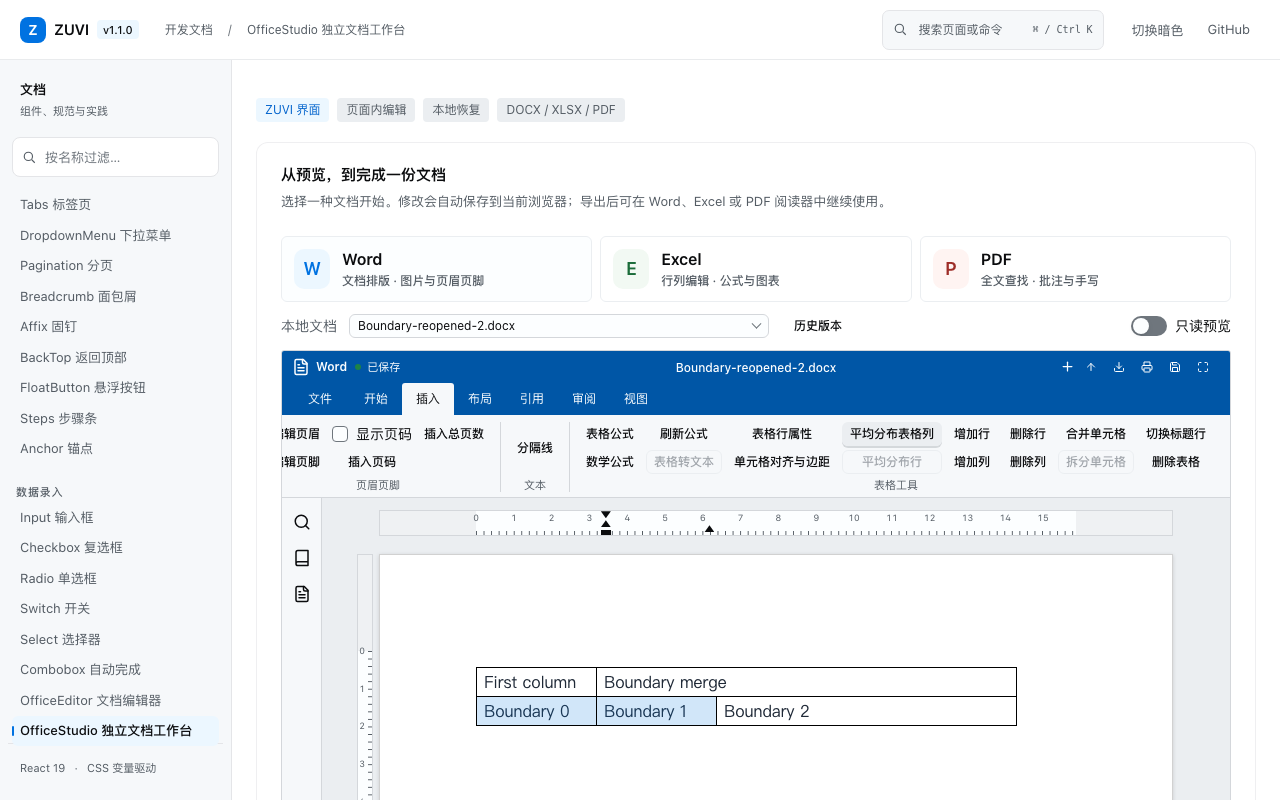 Z ZUVI v1.1.0 开发文档 / OfficeStudio 独立文档工作台 搜索页面或命令 ⌘ / Ctrl K 切换暗色 GitHub
文档
组件、规范与实践
按名称过滤...
Tabs 标签页
DropdownMenu 下拉菜单
Pagination 分页
Breadcrumb 面包屑
Affix 固钉
BackTop 返回顶部
FloatButton 悬浮按钮
Steps 步骤条
Anchor 锚点
数据录入
Input 输入框
Checkbox 复选框
Radio 单选框
Switch 开关
Select 选择器
Combobox 自动完成
OfficeEditor 文档编辑器
OfficeStudio 独立文档工作台
React 19 · CSS 变量驱动
ZUVI 界面 页面内编辑 本地恢复 DOCX / XLSX / PDF
从预览，到完成一份文档
选择一种文档开始。修改会自动保存到当前浏览器；导出后可在 Word、Excel 或 PDF 阅读器中继续使用。
W Word
文档排版 · 图片与页眉页脚
E Excel
行列编辑 · 公式与图表
P PDF
全文查找 · 批注与手写
本地文档 Boundary-reopened-2.docx 历史版本 只读预览
Word 已保存 Boundary-reopened-2.docx
文件 开始 插入 布局 引用 审阅 视图
编辑页眉 显示页码 插入总页数
编辑页脚 插入页码
页眉页脚
分隔线
文本
表格公式 刷新公式 表格行属性 平均分布表格列 增加行 删除行 合并单元格 切换标题行
数学公式 表格转文本 单元格对齐与边距 平均分布行 增加列 删除列 拆分单元格 删除表格
表格工具
0 1 2 3 4 5 6 7 8 9 10 11 12 13 14 15
0
1
2
3
First column Boundary merge
Boundary 0 Boundary 1 Boundary 2